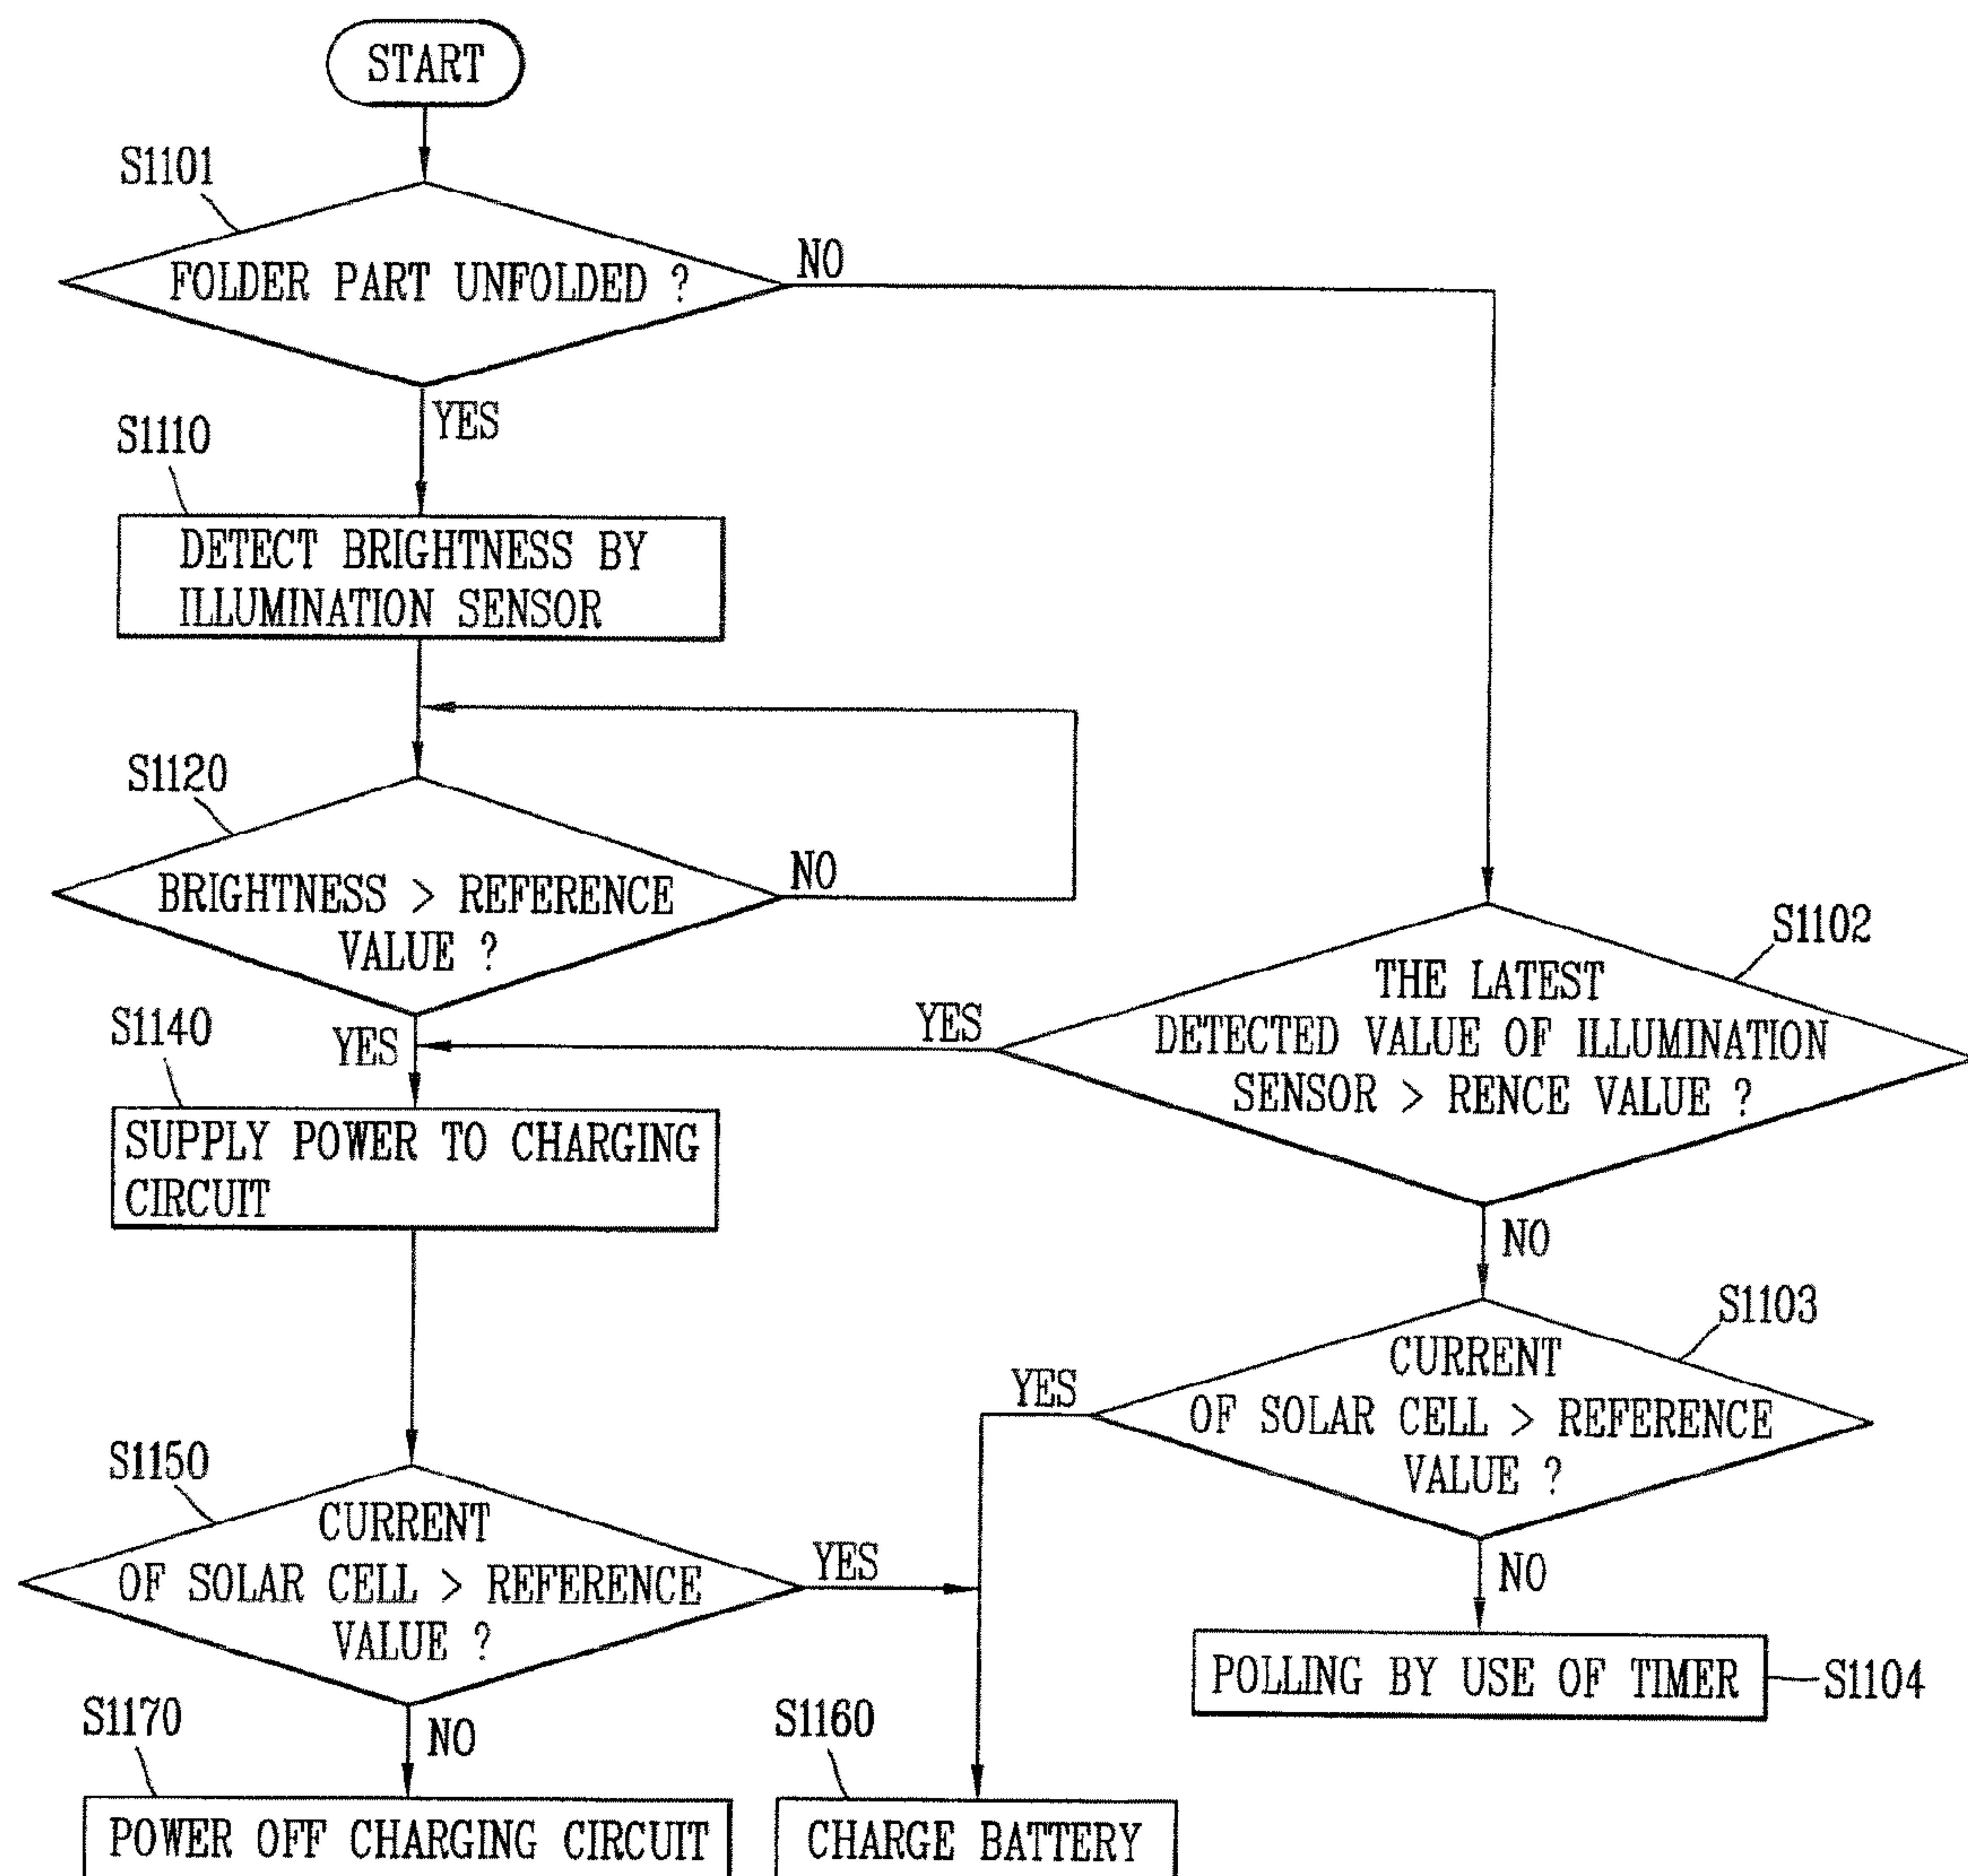 START
S1101
FOLDER PART UNFOLDED ?
NO
YES
S1110
DETECT BRIGHTNESS BY
ILLUMINATION SENSOR
S1120
BRIGHTNESS > REFERENCE
VALUE ?
NO
YES
S1102
THE LATEST
DETECTED VALUE OF ILLUMINATION
SENSOR > RENCE VALUE ?
YES
NO
S1140
SUPPLY POWER TO CHARGING
CIRCUIT
S1103
CURRENT
OF SOLAR CELL > REFERENCE
VALUE ?
YES
NO
S1150
CURRENT
OF SOLAR CELL > REFERENCE
VALUE ?
YES
NO
POLLING BY USE OF TIMER
S1104
S1170
POWER OFF CHARGING CIRCUIT
S1160
CHARGE BATTERY